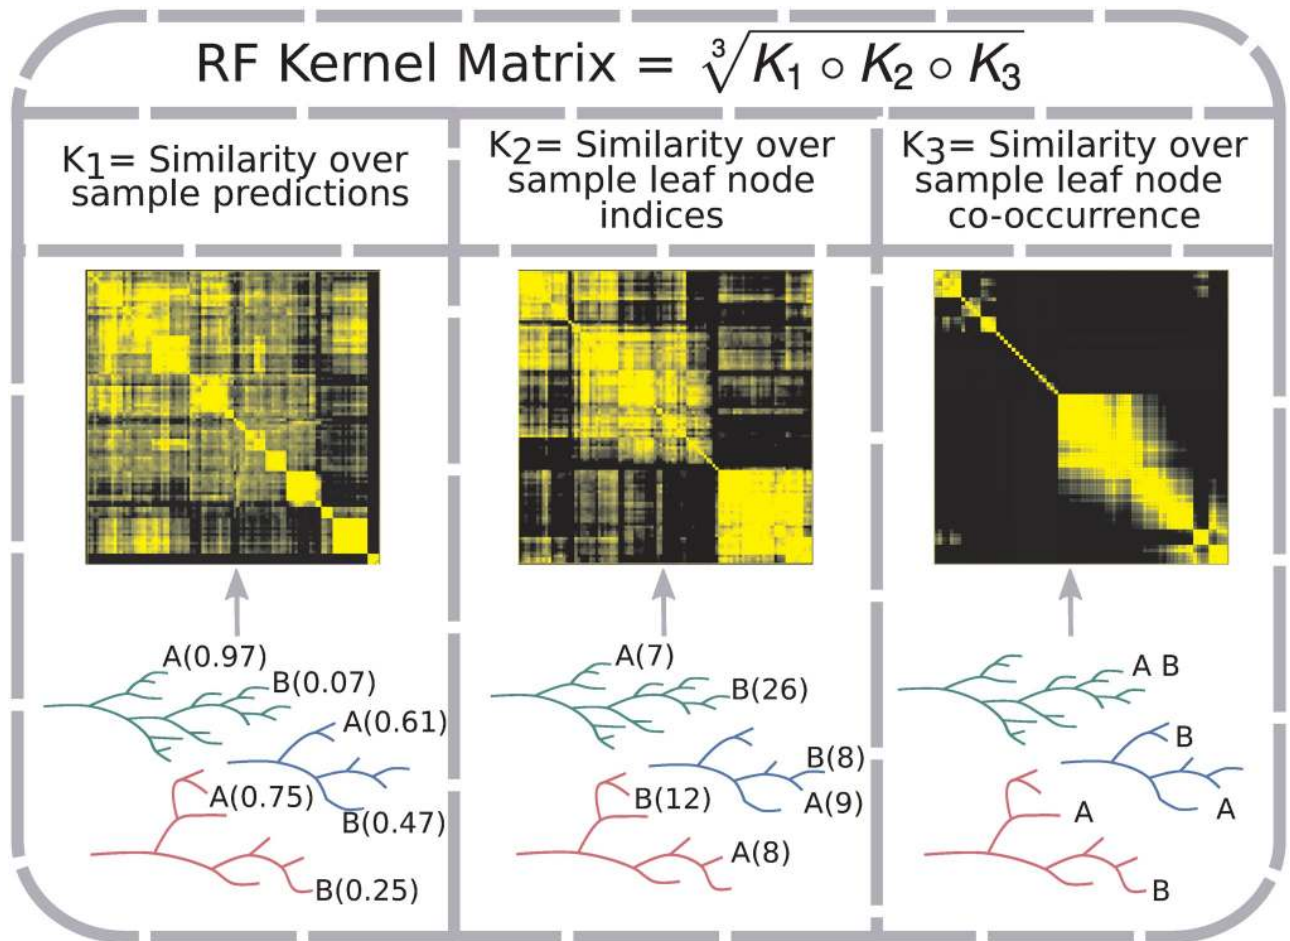 RF Kernel Matrix = ∛(K₁ ∘ K₂ ∘ K₃)
K₁= Similarity over
sample predictions
K₂= Similarity over
sample leaf node
indices
K₃= Similarity over
sample leaf node
co-occurrence
A(0.97)
B(0.07)
A(0.61)
A(0.75)
B(0.47)
B(0.25)
A(7)
B(26)
B(8)
B(12)
A(9)
A(8)
A B
B
A
A
B